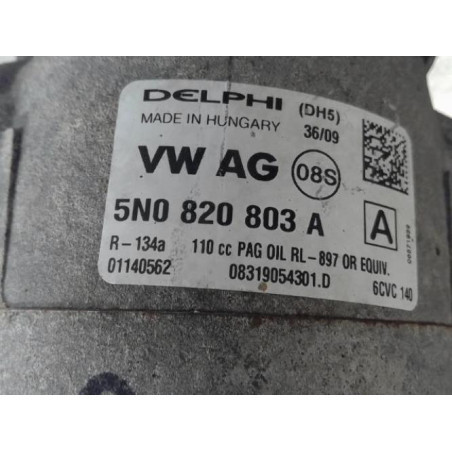 DELPHI (DH5)
MADE IN HUNGARY 36/09
VW AG 08S
5N0 820 803 A A
R-134a 110 cc PAG OIL RL-897 OR EQUIV.
01140562 08319054301.D 6CVC 140